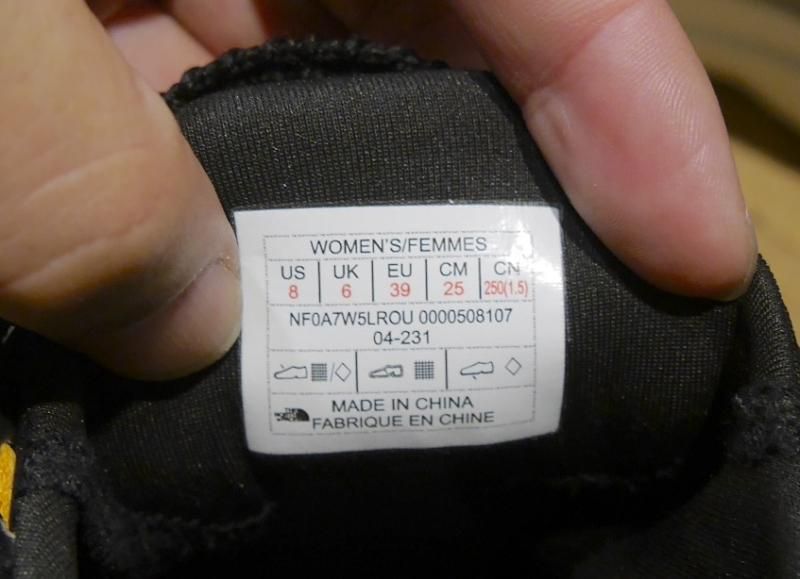 WOMEN'S/FEMMES
US UK EU CM CN
8 6 39 25 250(1.5)
NF0A7W5LROU 0000508107
04-231
/
MADE IN CHINA
FABRIQUE EN CHINE